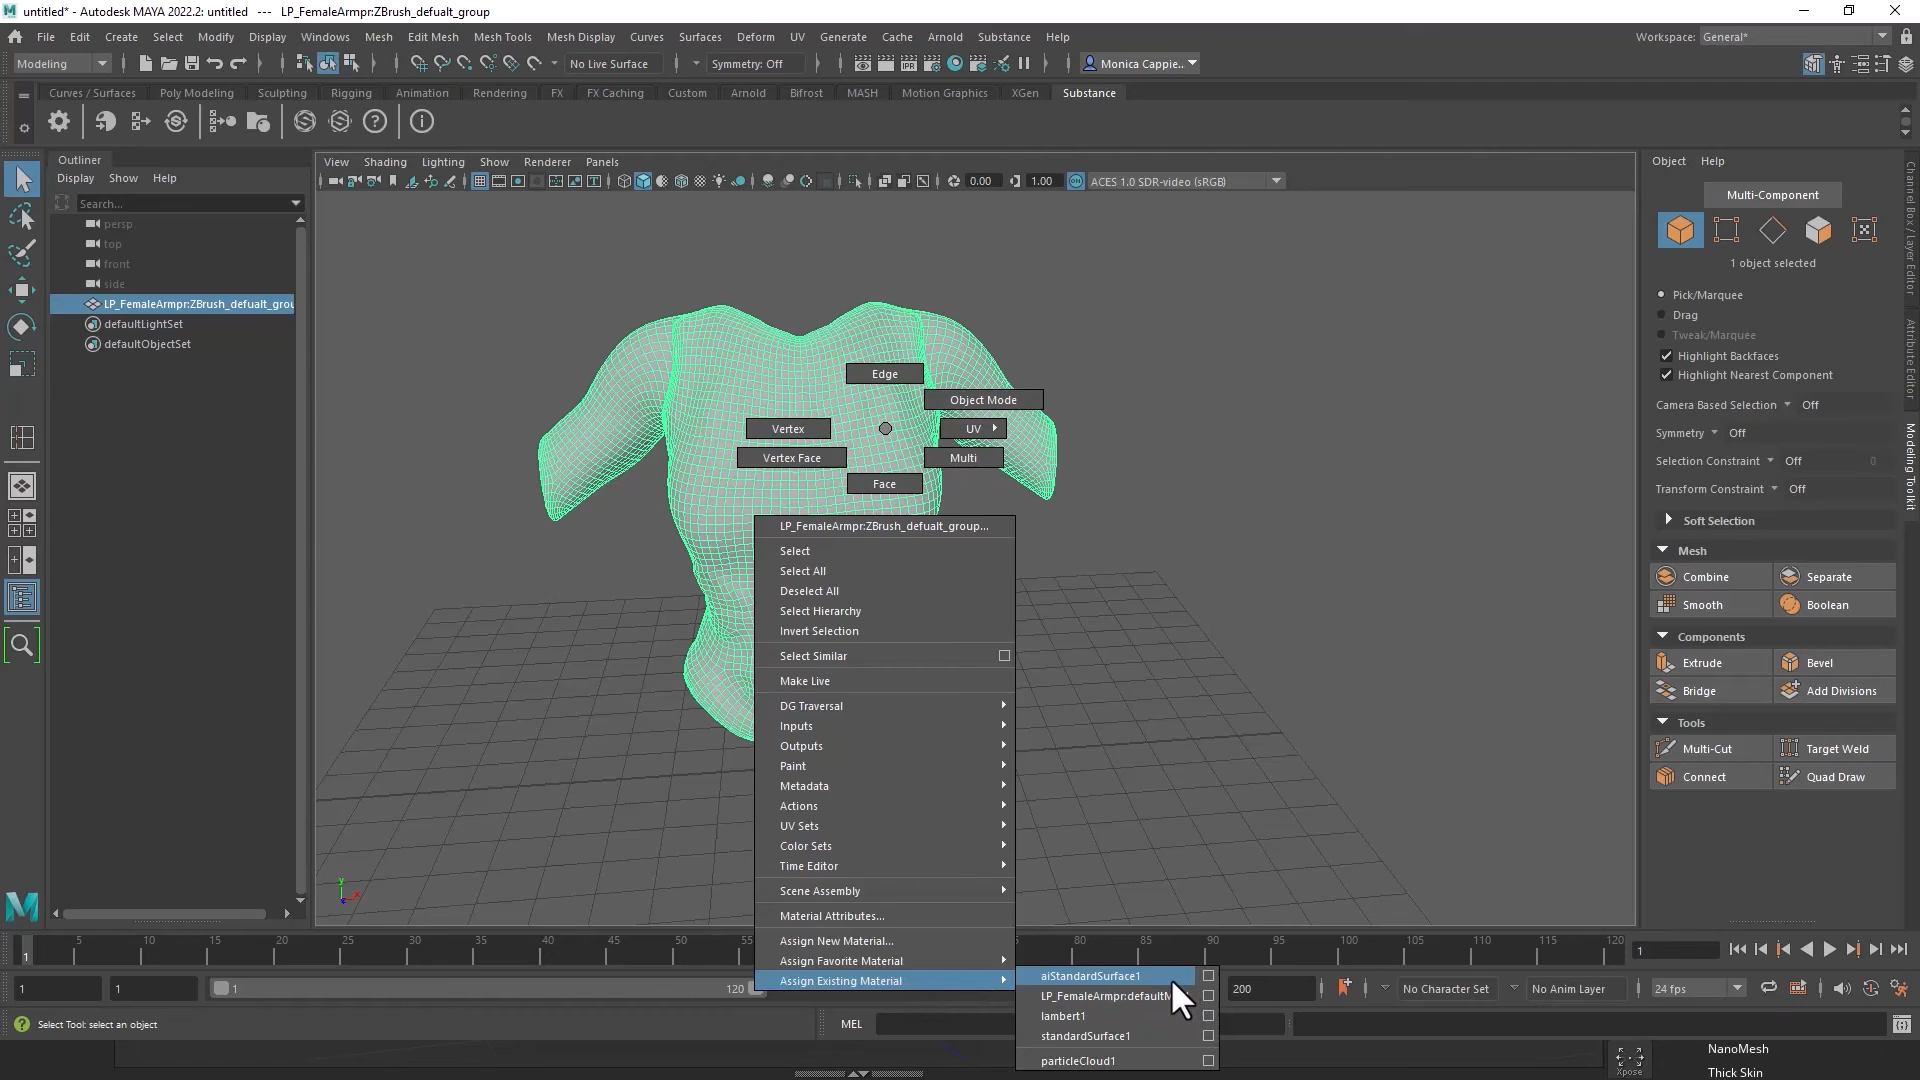 untitled* - Autodesk MAYA 2022.2: untitled --- LP_FemaleArmpr:ZBrush_defualt_group
File Edit Create Select Modify Display Windows Mesh Edit Mesh Mesh Tools Mesh Display Curves Surfaces Deform UV Generate Cache Arnold Substance Help
Workspace: General*
Modeling No Live Surface Symmetry: Off Monica Cappie...
Curves / Surfaces Poly Modeling Sculpting Rigging Animation Rendering FX FX Caching Custom Arnold Bifrost MASH Motion Graphics XGen Substance
Outliner
Display Show Help
Search...
persp
top
front
side
LP_FemaleArmpr:ZBrush_defualt_grou
defaultLightSet
defaultObjectSet
View Shading Lighting Show Renderer Panels
0.00 1.00 ACES 1.0 SDR-video (sRGB)
Edge
Object Mode
Vertex
UV
Vertex Face
Multi
Face
LP_FemaleArmpr:ZBrush_defualt_group...
Select
Select All
Deselect All
Select Hierarchy
Invert Selection
Select Similar
Make Live
DG Traversal
Inputs
Outputs
Paint
Metadata
Actions
UV Sets
Color Sets
Time Editor
Scene Assembly
Material Attributes...
Assign New Material...
Assign Favorite Material
Assign Existing Material
aiStandardSurface1
lambert1
standardSurface1
particleCloud1
Object Help
Multi-Component
1 object selected
Pick/Marquee
Drag
Tweak/Marquee
Highlight Backfaces
Highlight Nearest Component
Camera Based Selection Off
Symmetry Off
Selection Constraint Off 0
Transform Constraint Off
Soft Selection
Mesh
Combine Separate
Smooth Boolean
Components
Extrude Bevel
Bridge Add Divisions
Tools
Multi-Cut Target Weld
Connect Quad Draw
Channel Box / Layer Editor
Attribute Editor
Modeling Toolkit
y x
5 10 15 20 25 30 35 40 45 50 55 80 85 90 95 100 105 110 115 120
1 1
1 1 1 120 200 No Character Set No Anim Layer 24 fps
Select Tool: select an object
MEL
NanoMesh
Thick Skin
Xpose